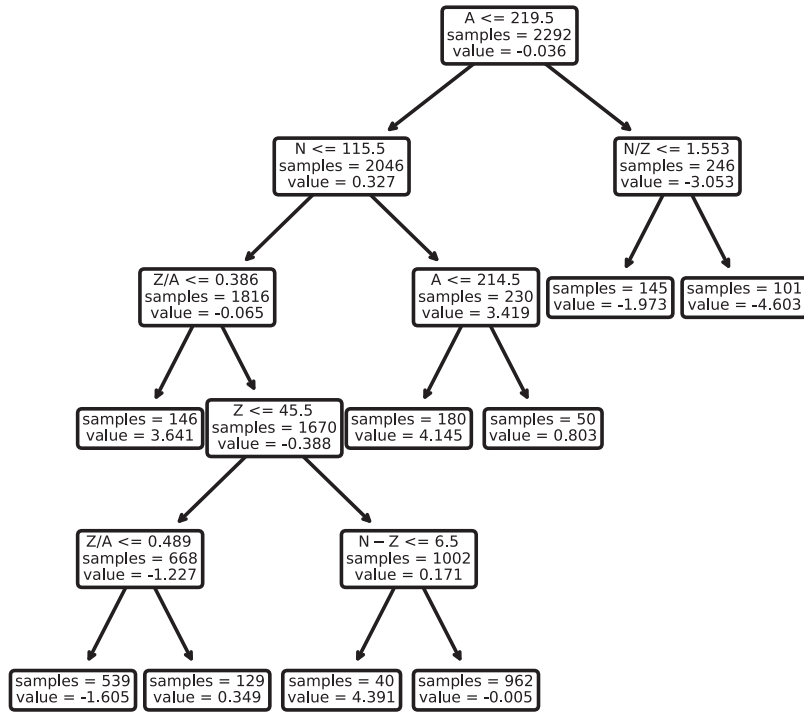 A <= 219.5
samples = 2292
value = -0.036
N <= 115.5
samples = 2046
value = 0.327
N/Z <= 1.553
samples = 246
value = -3.053
Z/A <= 0.386
samples = 1816
value = -0.065
A <= 214.5
samples = 230
value = 3.419
samples = 145
value = -1.973
samples = 101
value = -4.603
samples = 146
value = 3.641
Z <= 45.5
samples = 1670
value = -0.388
samples = 180
value = 4.145
samples = 50
value = 0.803
Z/A <= 0.489
samples = 668
value = -1.227
N − Z <= 6.5
samples = 1002
value = 0.171
samples = 539
value = -1.605
samples = 129
value = 0.349
samples = 40
value = 4.391
samples = 962
value = -0.005